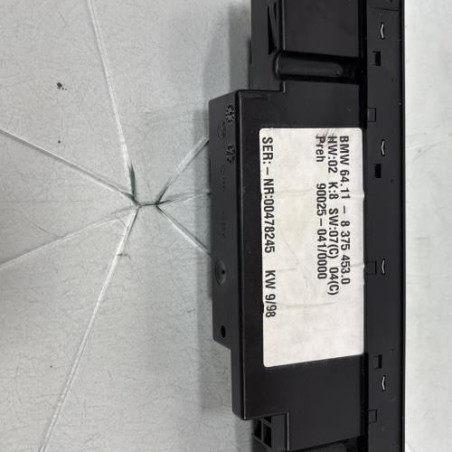 BMW 64.11 - 8 375 453.0
HW:02 K:8 SW:07(C) 04(C)
Preh 90025-041/0000
SER:-NR:00478245 KW 9/98